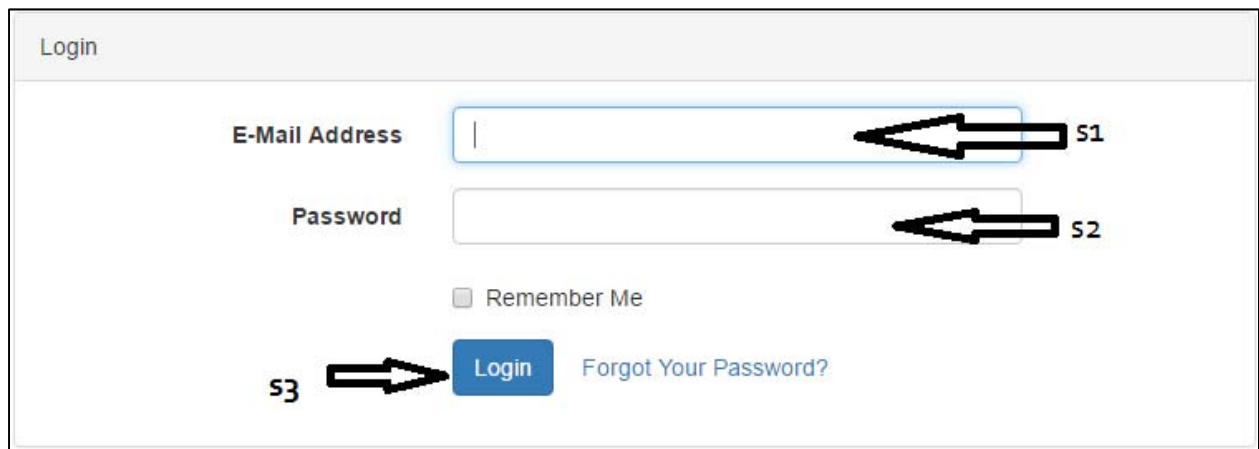 Login
E-Mail Address S1
Password S2
Remember Me
S3 Login Forgot Your Password?